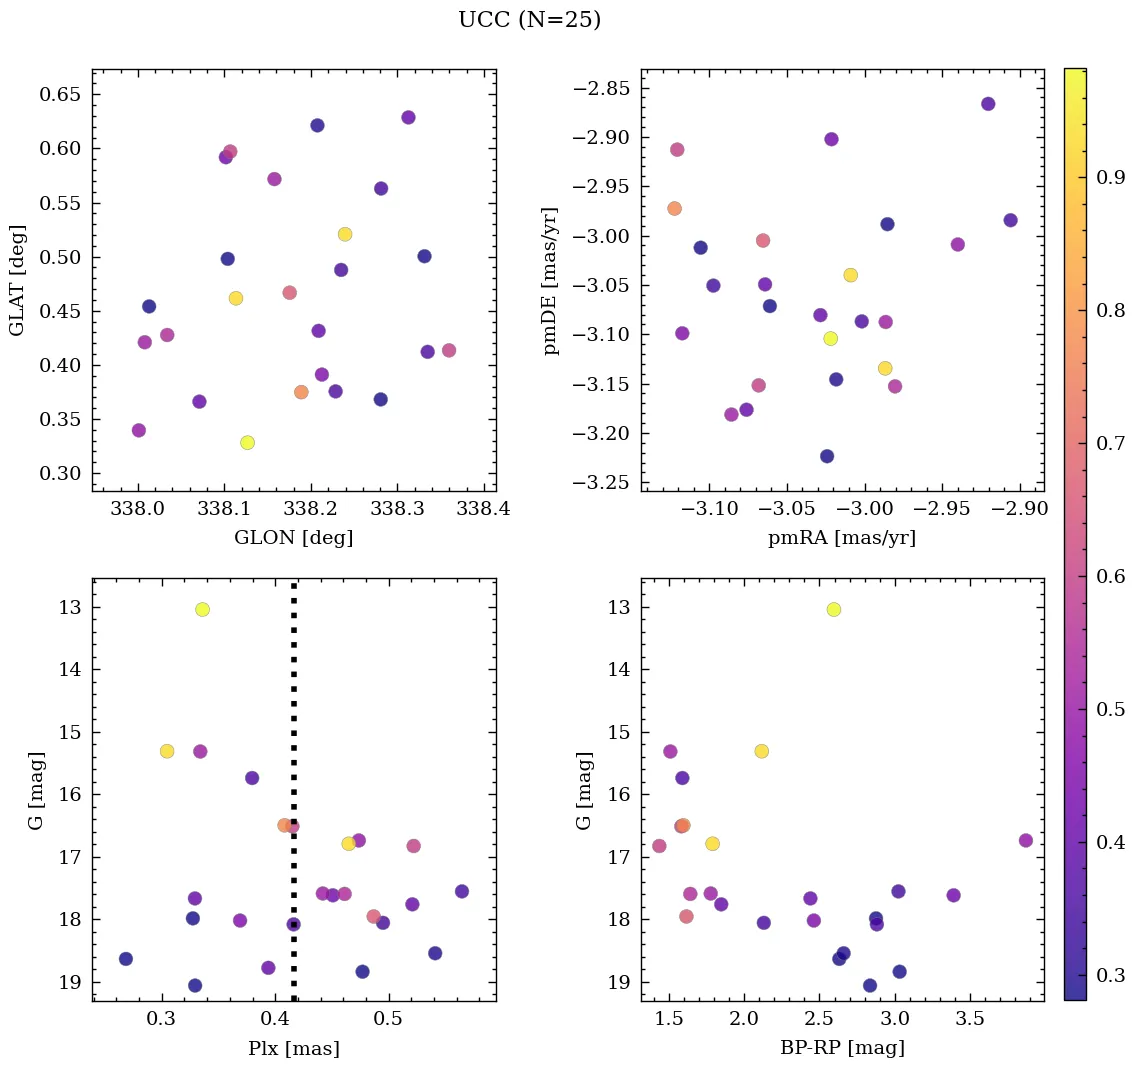 UCC (N=25)
0.65
0.60
0.55
0.50
0.45
0.40
0.35
0.30
GLAT [deg]
338.0 338.1 338.2 338.3 338.4
GLON [deg]
−2.85
−2.90
−2.95
−3.00
−3.05
−3.10
−3.15
−3.20
−3.25
pmDE [mas/yr]
−3.10 −3.05 −3.00 −2.95 −2.90
pmRA [mas/yr]
13
14
15
16
17
18
19
G [mag]
0.3 0.4 0.5
Plx [mas]
13
14
15
16
17
18
19
G [mag]
1.5 2.0 2.5 3.0 3.5
BP-RP [mag]
0.9
0.8
0.7
0.6
0.5
0.4
0.3